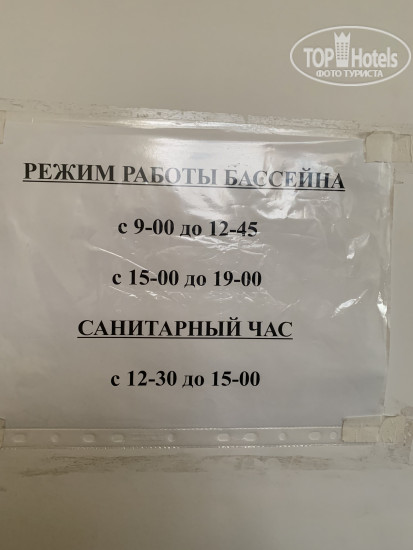 TOP Hotels
ФОТО ТУРИСТА
РЕЖИМ РАБОТЫ БАССЕЙНА
с 9-00 до 12-45
с 15-00 до 19-00
САНИТАРНЫЙ ЧАС
с 12-30 до 15-00